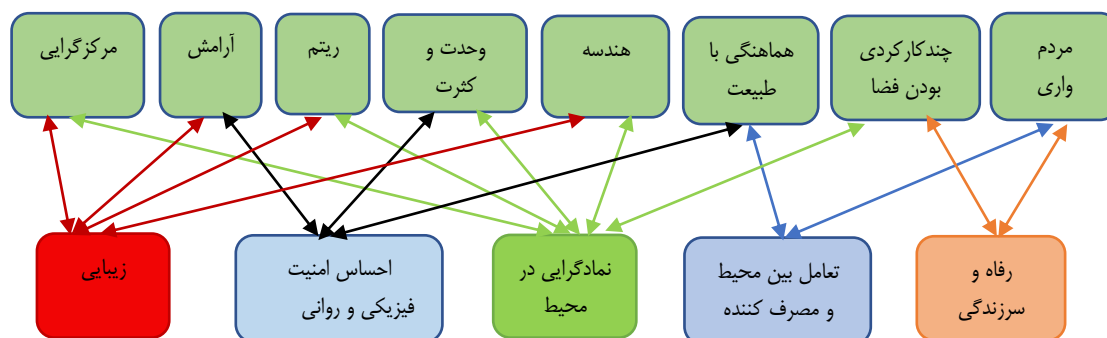 مردم
واری
چندکارکردی
بودن فضا
هماهنگی با
طبیعت
هندسه
وحدت و
کثرت
ریتم
آرامش
مرکزگرایی
رفاه و
سرزندگی
تعامل بین محیط
و مصرف کننده
نمادگرایی در
محیط
احساس امنیت
فیزیکی و روانی
زیبایی